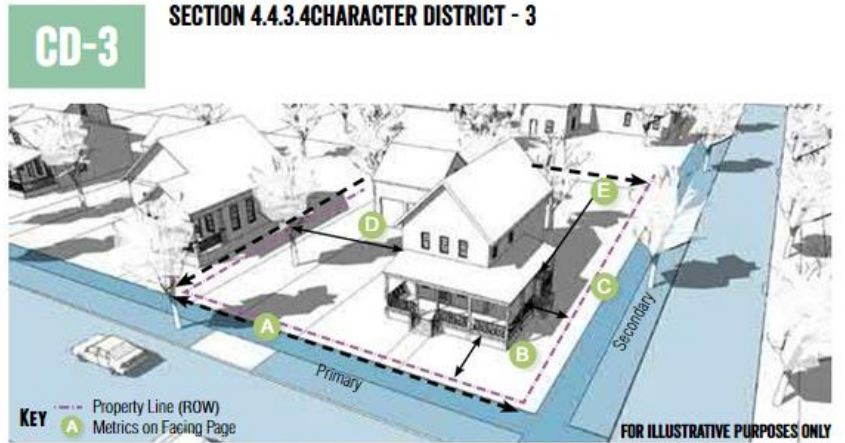 SECTION 4.4.3.4CHARACTER DISTRICT - 3
CD-3
E
D
C
A
B
Primary
Secondary
KEY
Property Line (ROW)
A Metrics on Facing Page
FOR ILLUSTRATIVE PURPOSES ONLY